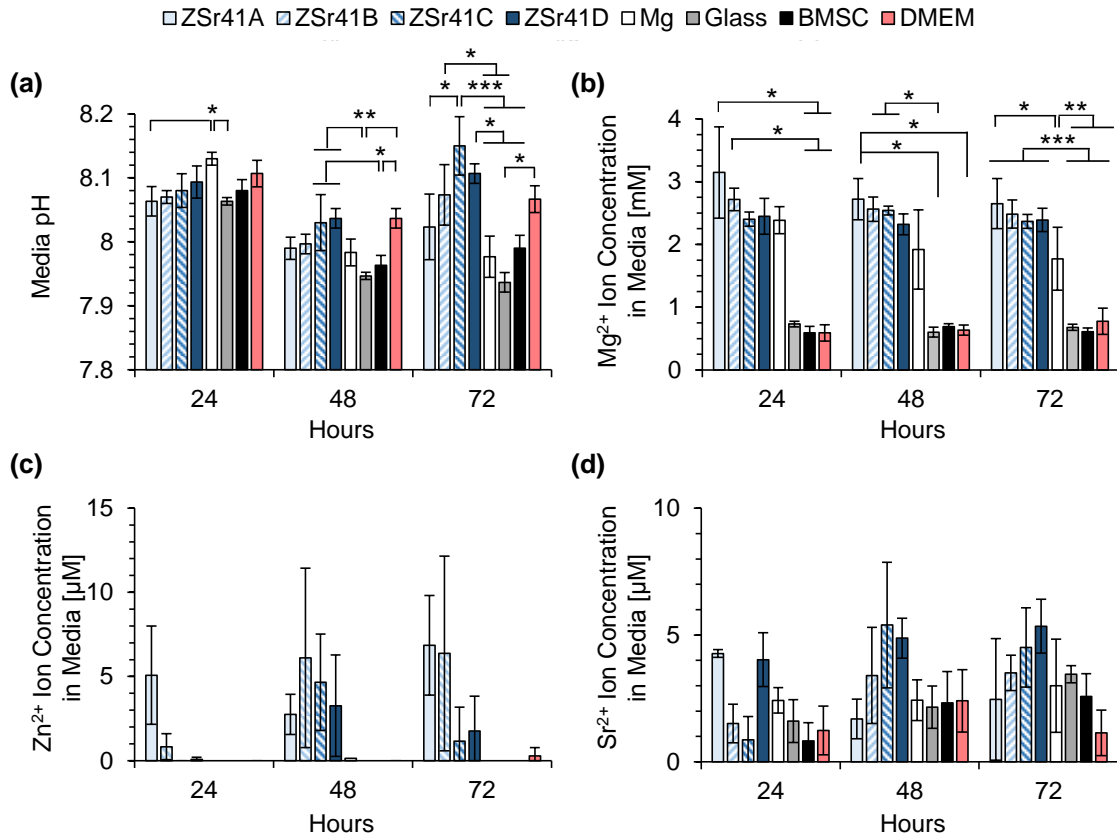 ZSr41A ZSr41B ZSr41C ZSr41D Mg Glass BMSC DMEM
(a)
Media pH
8.2
8.1
8
7.9
7.8
* * ** * * * *** * *
24 48 72
Hours
(b)
Mg²⁺ Ion Concentration
in Media [mM]
4
3
2
1
0
* * * * * * ** ***
24 48 72
Hours
(c)
Zn²⁺ Ion Concentration
in Media [µM]
15
10
5
0
24 48 72
Hours
(d)
Sr²⁺ Ion Concentration
in Media [µM]
10
5
0
24 48 72
Hours